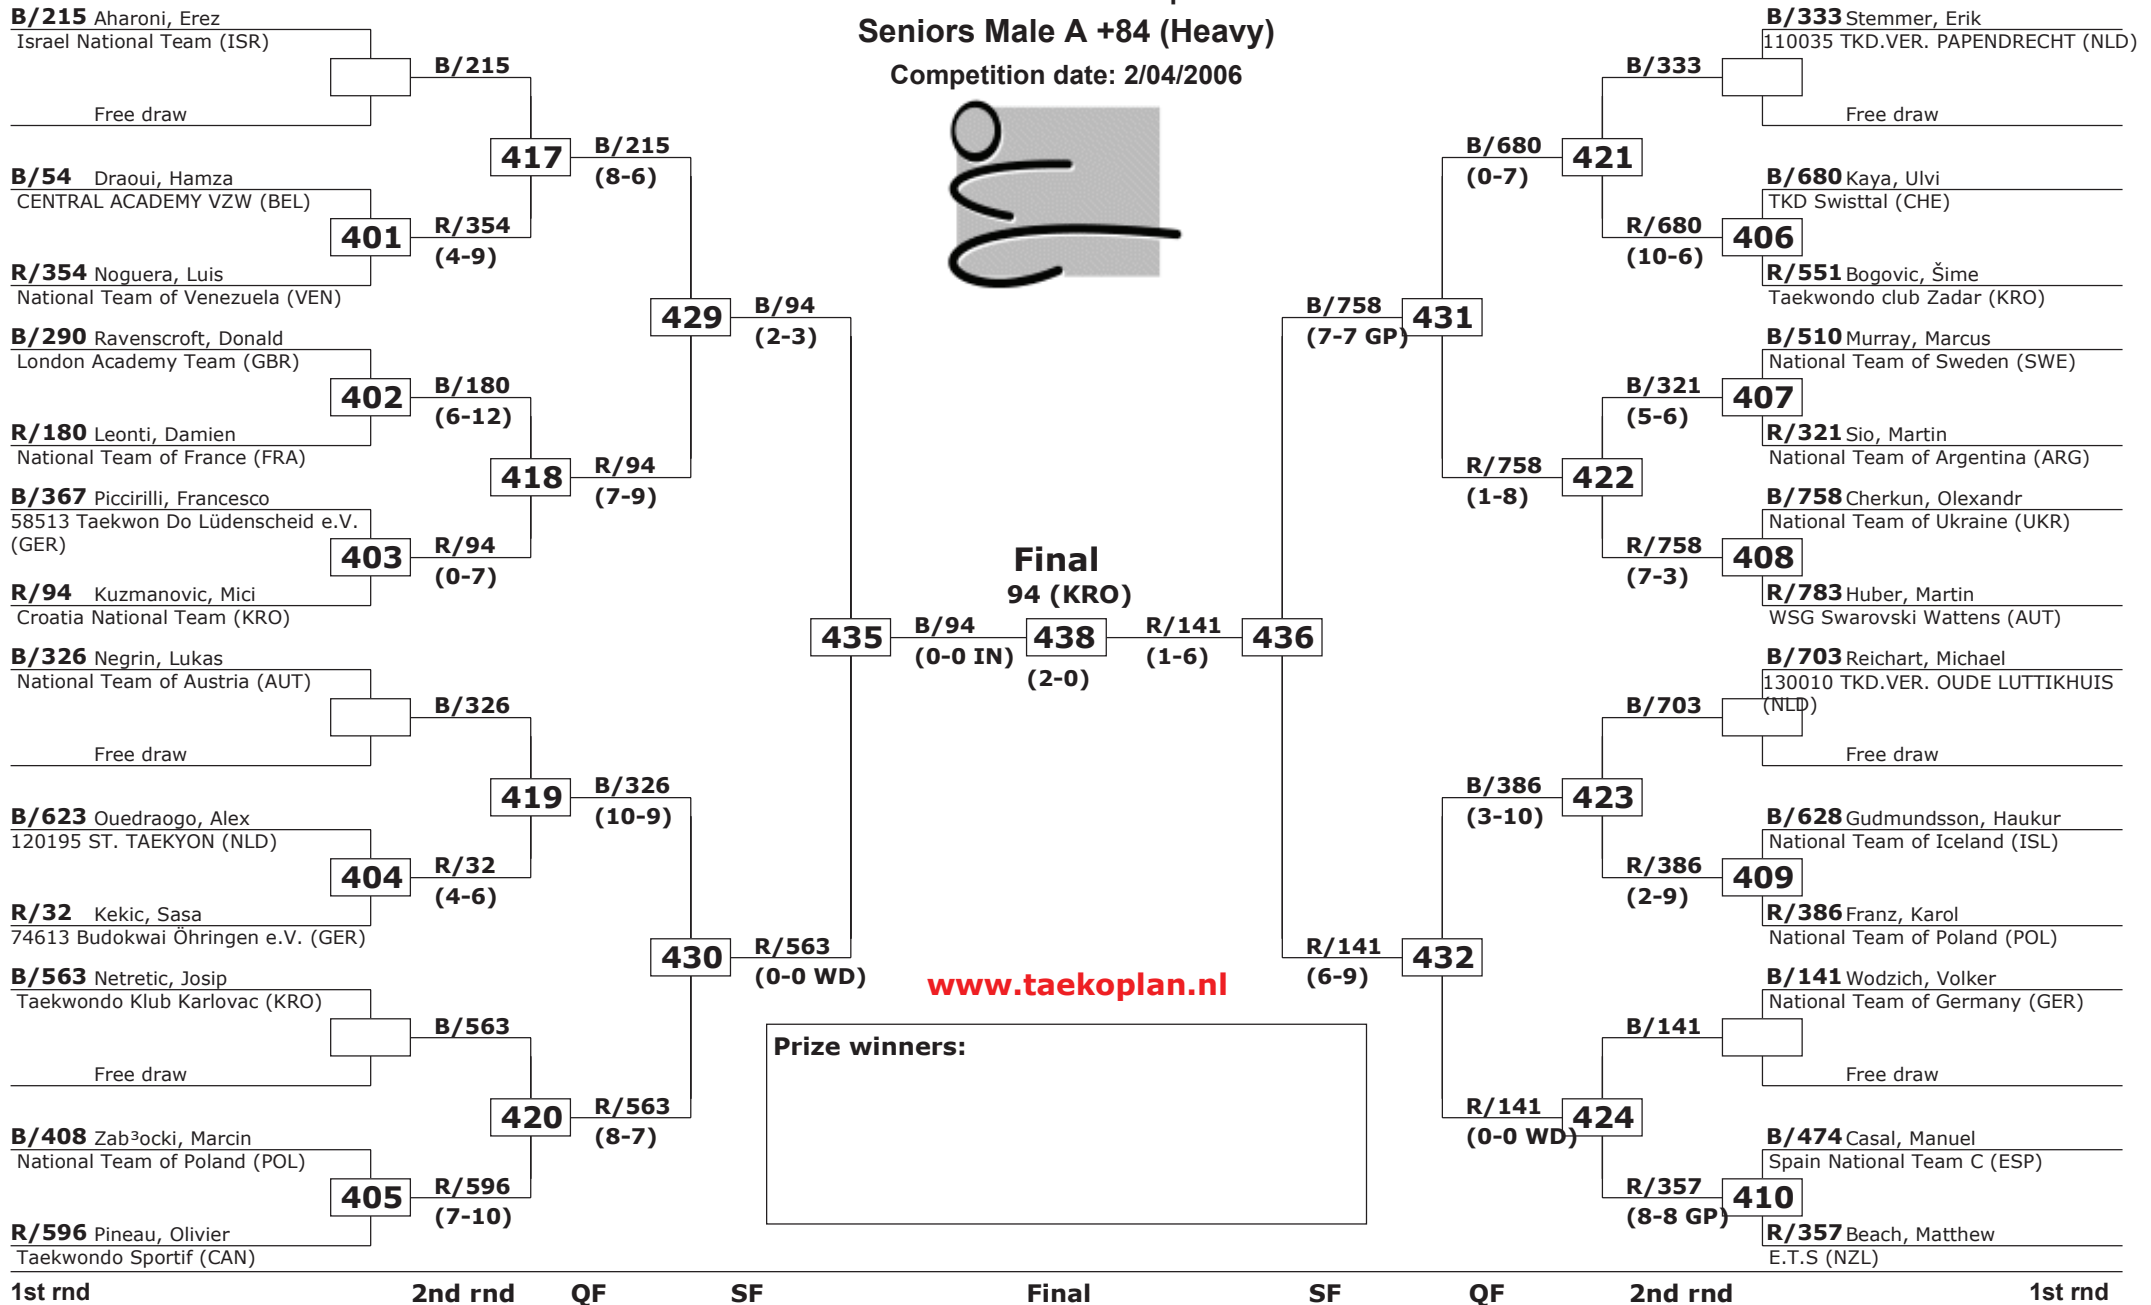 Seniors Male A +84 (Heavy)
Competition date: 2/04/2006
B/215 Aharoni, Erez
Israel National Team (ISR)
Free draw
B/215
B/54 Draoui, Hamza
CENTRAL ACADEMY VZW (BEL)
401
R/354 Noguera, Luis
National Team of Venezuela (VEN)
R/354
(4-9)
417
B/215
(8-6)
B/290 Ravenscroft, Donald
London Academy Team (GBR)
402
R/180 Leonti, Damien
National Team of France (FRA)
B/180
(6-12)
B/367 Piccirilli, Francesco
58513 Taekwon Do Lüdenscheid e.V.
(GER)
403
R/94 Kuzmanovic, Mici
Croatia National Team (KRO)
R/94
(0-7)
418
R/94
(7-9)
429
B/94
(2-3)
B/326 Negrin, Lukas
National Team of Austria (AUT)
Free draw
B/326
B/623 Ouedraogo, Alex
120195 ST. TAEKYON (NLD)
404
R/32 Kekic, Sasa
74613 Budokwai Öhringen e.V. (GER)
R/32
(4-6)
419
B/326
(10-9)
B/563 Netretic, Josip
Taekwondo Klub Karlovac (KRO)
Free draw
B/563
B/408 Zab³ocki, Marcin
National Team of Poland (POL)
405
R/596 Pineau, Olivier
Taekwondo Sportif (CAN)
R/596
(7-10)
420
R/563
(8-7)
430
R/563
(0-0 WD)
435
B/94
(0-0 IN)
Final
94 (KRO)
438
(2-0)
R/141
(1-6)
436
B/758
(7-7 GP)
431
B/680
(0-7)
421
B/333
B/333 Stemmer, Erik
110035 TKD.VER. PAPENDRECHT (NLD)
Free draw
R/680
(10-6)
406
B/680 Kaya, Ulvi
TKD Swisttal (CHE)
R/551 Bogovic, Šime
Taekwondo club Zadar (KRO)
R/758
(1-8)
422
B/321
(5-6)
407
B/510 Murray, Marcus
National Team of Sweden (SWE)
R/321 Sio, Martin
National Team of Argentina (ARG)
R/758
(7-3)
408
B/758 Cherkun, Olexandr
National Team of Ukraine (UKR)
R/783 Huber, Martin
WSG Swarovski Wattens (AUT)
R/141
(6-9)
432
B/386
(3-10)
423
B/703
B/703 Reichart, Michael
130010 TKD.VER. OUDE LUTTIKHUIS
(NLD)
Free draw
R/386
(2-9)
409
B/628 Gudmundsson, Haukur
National Team of Iceland (ISL)
R/386 Franz, Karol
National Team of Poland (POL)
R/141
(0-0 WD)
424
B/141
B/141 Wodzich, Volker
National Team of Germany (GER)
Free draw
R/357
(8-8 GP)
410
B/474 Casal, Manuel
Spain National Team C (ESP)
R/357 Beach, Matthew
E.T.S (NZL)
www.taekoplan.nl
Prize winners:
1st rnd 2nd rnd QF SF Final SF QF 2nd rnd 1st rnd